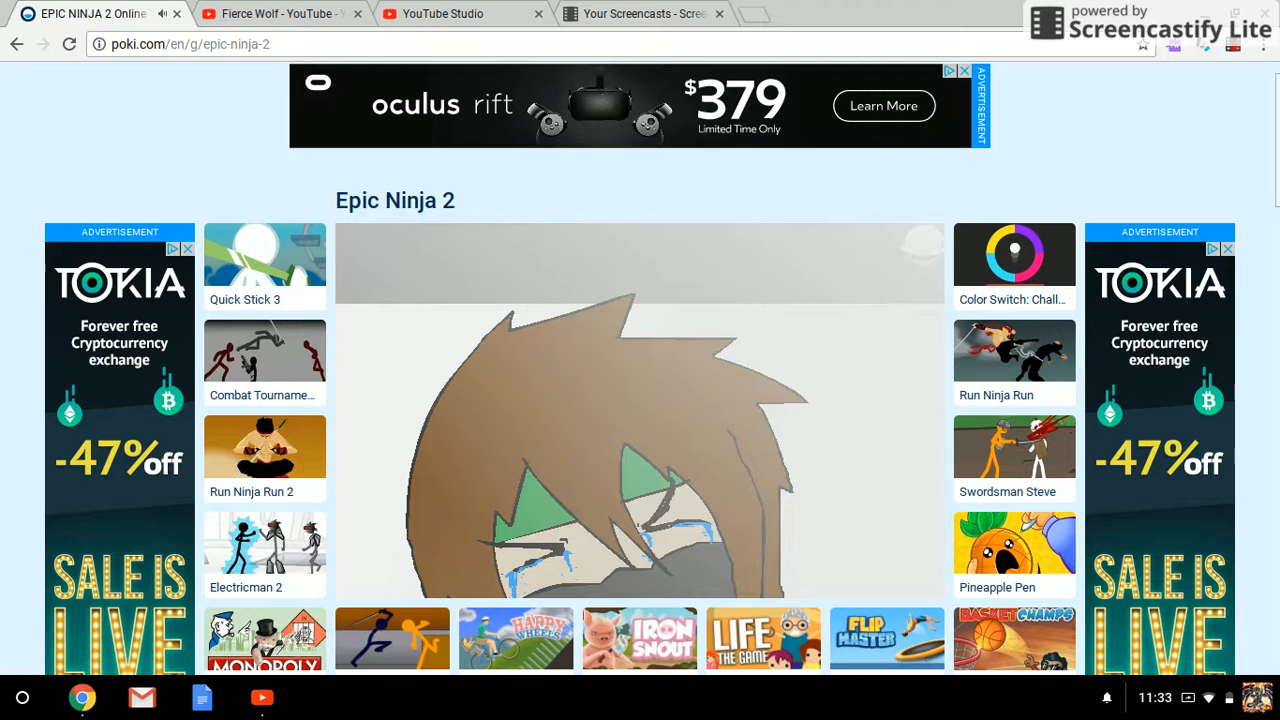 EPIC NINJA 2 Online
Fierce Wolf - YouTube -
YouTube Studio
Your Screencasts - Scree
powered by
Screencastify Lite
poki.com/en/g/epic-ninja-2
oculus rift
$379
Limited Time Only
Learn More
ADVERTISEMENT
Epic Ninja 2
ADVERTISEMENT
TOKIA
Forever free
Cryptocurrency
exchange
-47%off
SALE IS
LIVE
Quick Stick 3
Combat Tourname...
Run Ninja Run 2
Electricman 2
MONOPOLY
HAPPY
WHEELS
IRON
SNOUT
LIFE
THE GAME
FLIP
MASTER
Color Switch: Chall...
Run Ninja Run
Swordsman Steve
Pineapple Pen
BASKETCHAMPS
ADVERTISEMENT
TOKIA
Forever free
Cryptocurrency
exchange
-47%off
SALE IS
LIVE
11:33